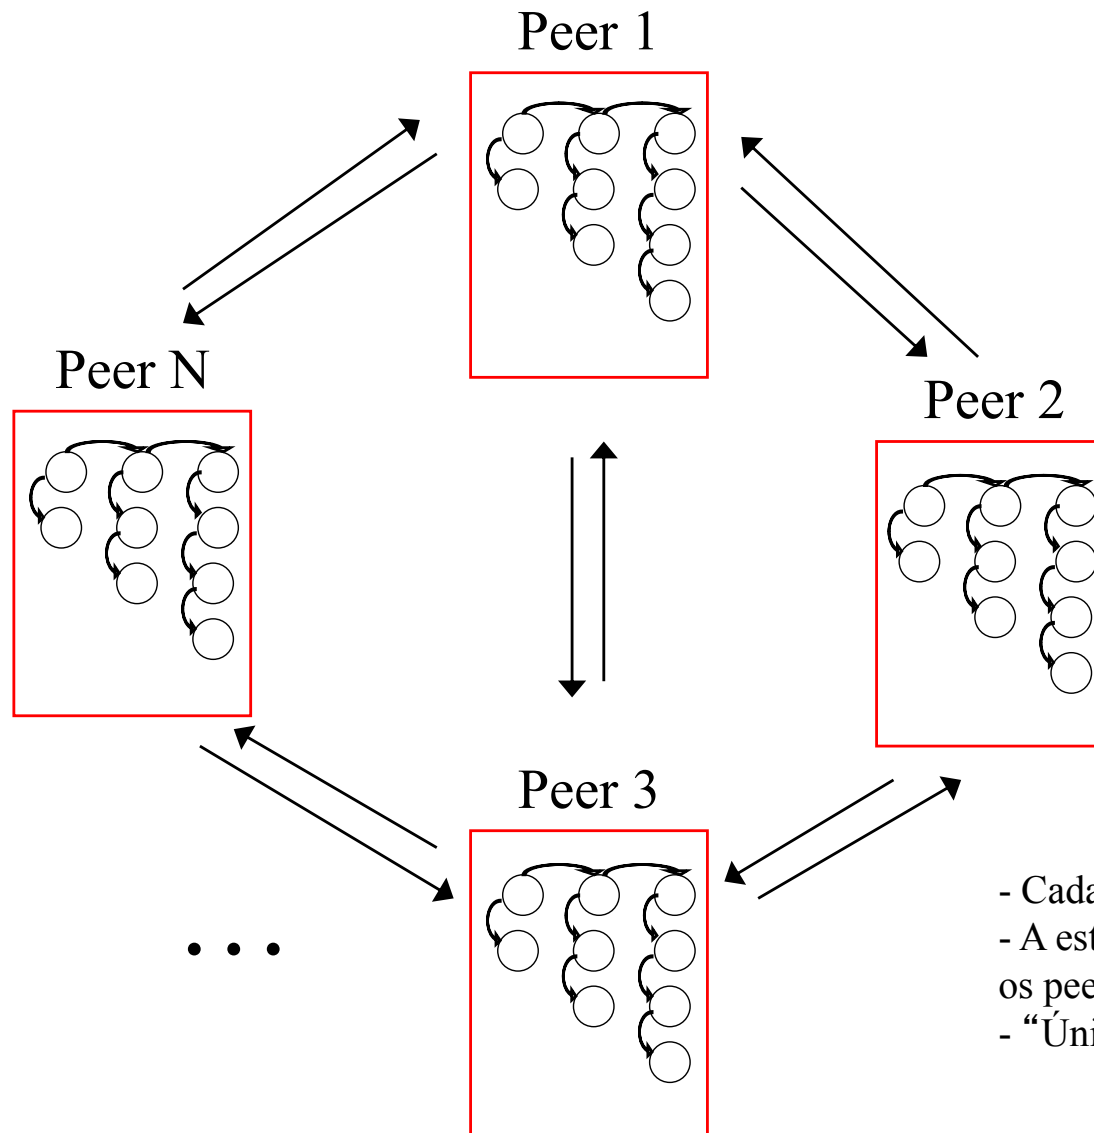 Peer 1
Peer N
Peer 2
Peer 3
• • •
- Cada
- A est
os pee
- “Úni